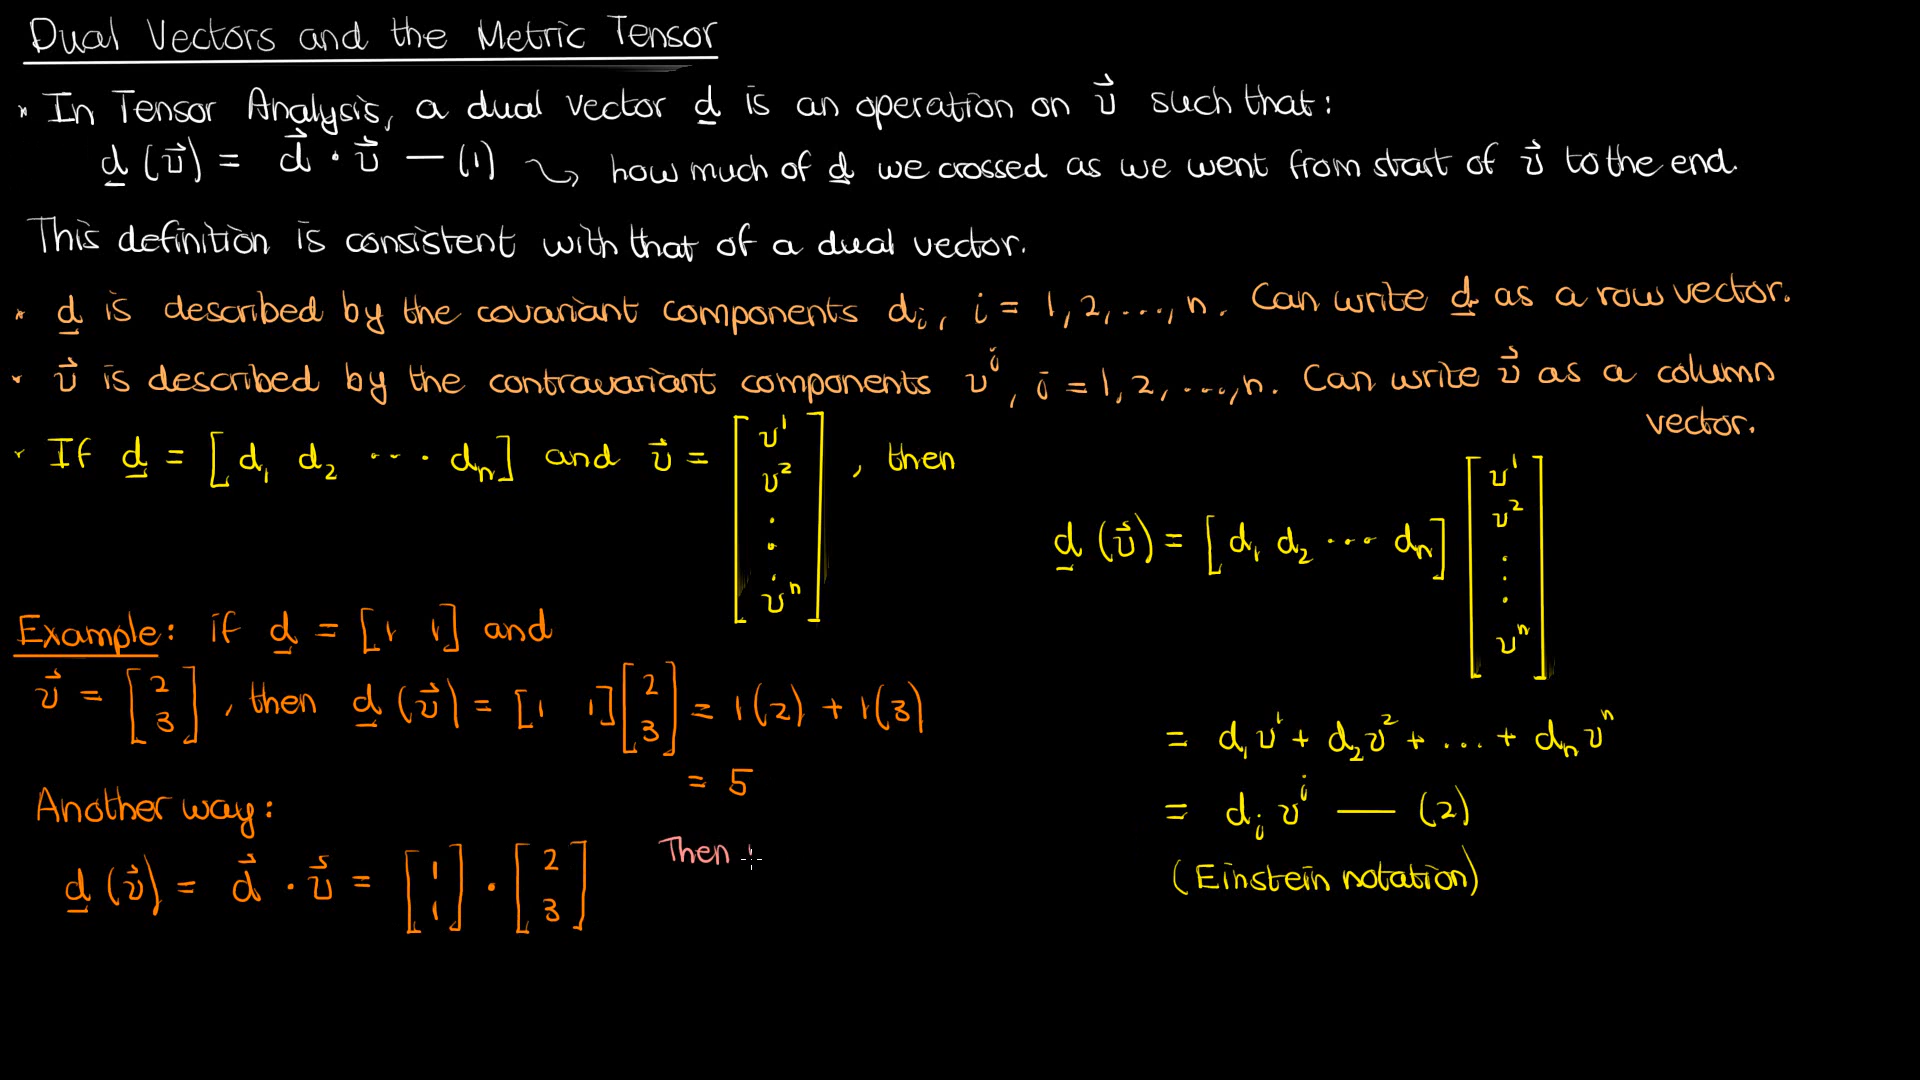 Dual Vectors and the Metric Tensor
* In Tensor Analysis, a dual vector d̲ is an operation on v⃗ such that:
d̲ (v⃗) = d⃗ · v⃗ — (1) ↪ how much of d̲ we crossed as we went from start of v⃗ to the end.
This definition is consistent with that of a dual vector.
* d̲ is described by the covariant components dᵢ, i = 1, 2, ..., n. Can write d̲ as a row vector.
* v⃗ is described by the contravariant components vⁱ, i = 1, 2, ..., n. Can write v⃗ as a column
vector.
* If d̲ = [d₁ d₂ ··· dₙ] and v⃗ = [v¹ v² ⋮ vⁿ], then
d̲ (v⃗) = [d₁ d₂ ··· dₙ] [v¹ v² ⋮ vⁿ]
= d₁v¹ + d₂v² + ... + dₙvⁿ
= dᵢ vⁱ — (2)
(Einstein notation)
Example: if d̲ = [1 1] and
v⃗ = [2 3], then d̲ (v⃗) = [1 1] [2 3] = 1(2) + 1(3)
= 5
Another way:
d̲ (v⃗) = d⃗ · v⃗ = [1 1] · [2 3]
Then